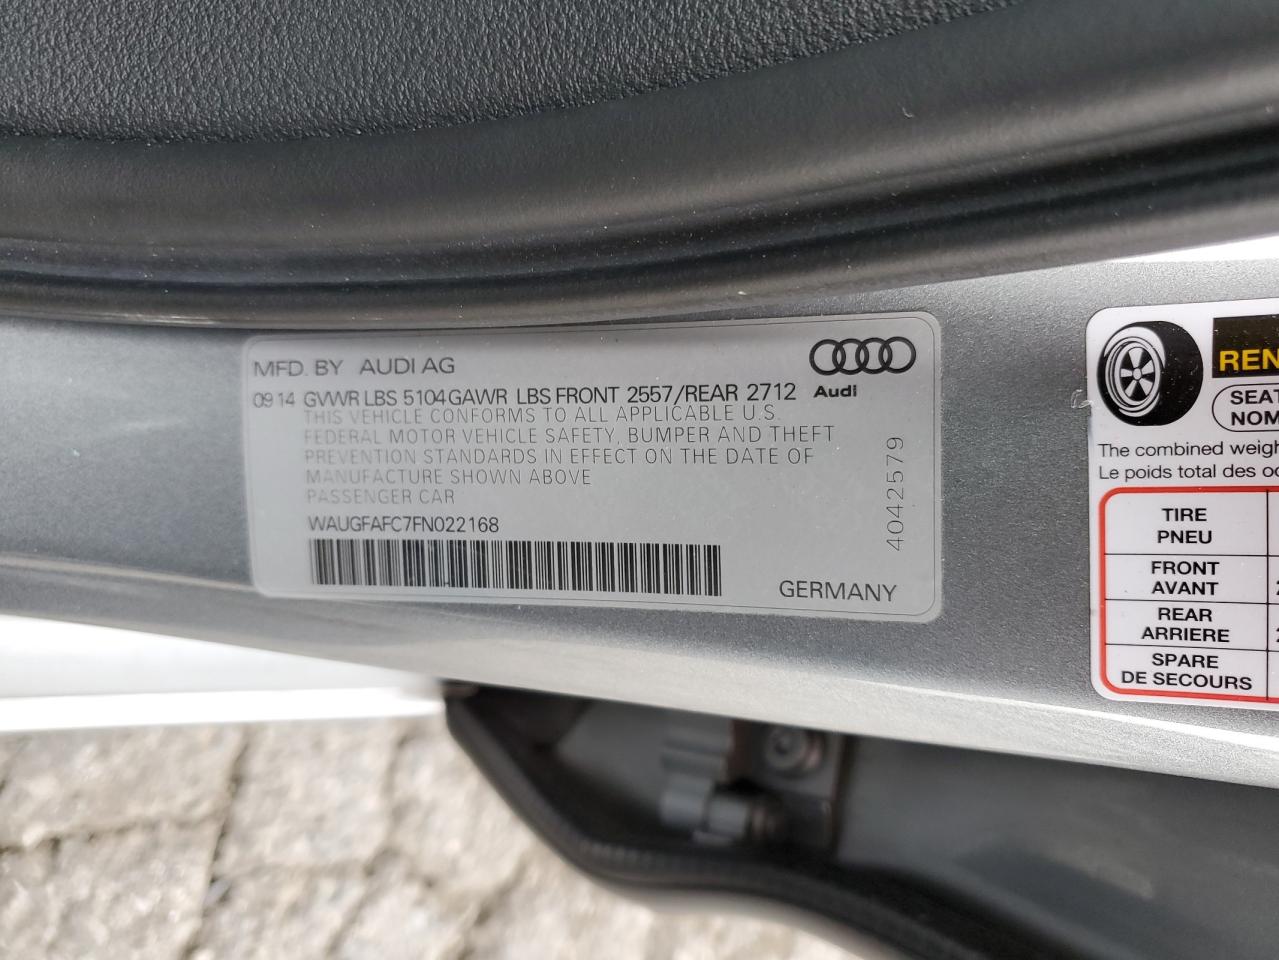 MFD. BY AUDI AG
Audi
09 14 GVWR LBS 5104 GAWR LBS FRONT 2557/REAR 2712
THIS VEHICLE CONFORMS TO ALL APPLICABLE U.S.
FEDERAL MOTOR VEHICLE SAFETY, BUMPER AND THEFT
PREVENTION STANDARDS IN EFFECT ON THE DATE OF
MANUFACTURE SHOWN ABOVE
PASSENGER CAR
WAUGFAFC7FN022168
GERMANY
4042579
REN
SEAT
NOM
The combined weigh
Le poids total des oc
TIRE
PNEU
FRONT
AVANT
REAR
ARRIERE
SPARE
DE SECOURS